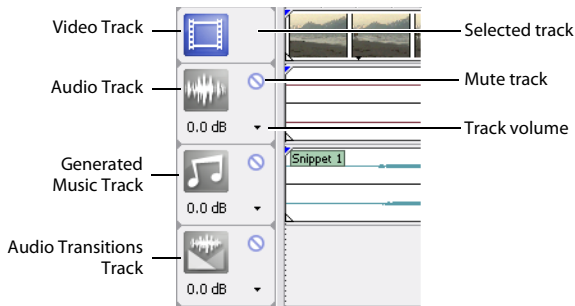 Video Track
Selected track
Audio Track
Mute track
0.0 dB
Track volume
Generated
Music Track
Snippet 1
0.0 dB
Audio Transitions
Track
0.0 dB